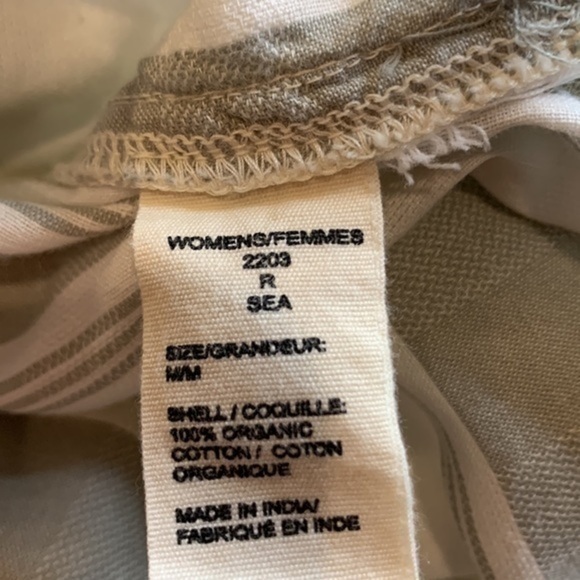 WOMENS/FEMMES
2203
R
SEA
SIZE/GRANDEUR:
M/M
SHELL / COQUILLE:
100% ORGANIC
COTTON / COTON
ORGANIQUE
MADE IN INDIA/
FABRIQUÉ EN INDE